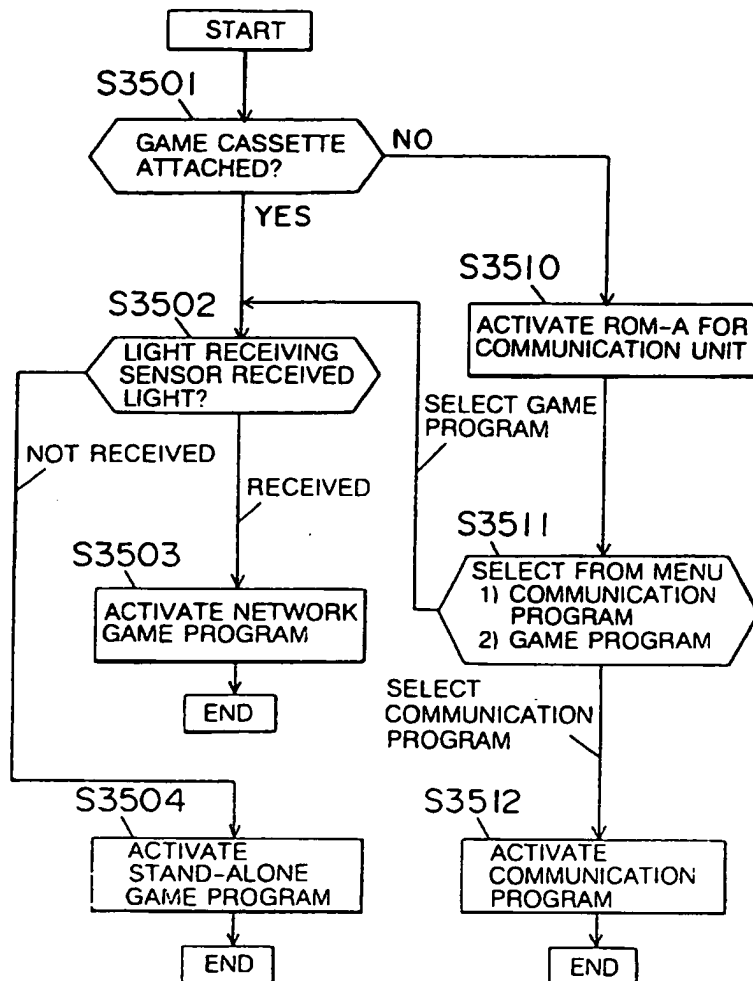 START
S3501
GAME CASSETTE
ATTACHED?
NO
YES
S3510
ACTIVATE ROM-A FOR
COMMUNICATION UNIT
S3502
LIGHT RECEIVING
SENSOR RECEIVED
LIGHT?
SELECT GAME
PROGRAM
NOT RECEIVED
RECEIVED
S3511
SELECT FROM MENU
1) COMMUNICATION
PROGRAM
2) GAME PROGRAM
S3503
ACTIVATE NETWORK
GAME PROGRAM
END
SELECT
COMMUNICATION
PROGRAM
S3504
ACTIVATE
STAND-ALONE
GAME PROGRAM
END
S3512
ACTIVATE
COMMUNICATION
PROGRAM
END